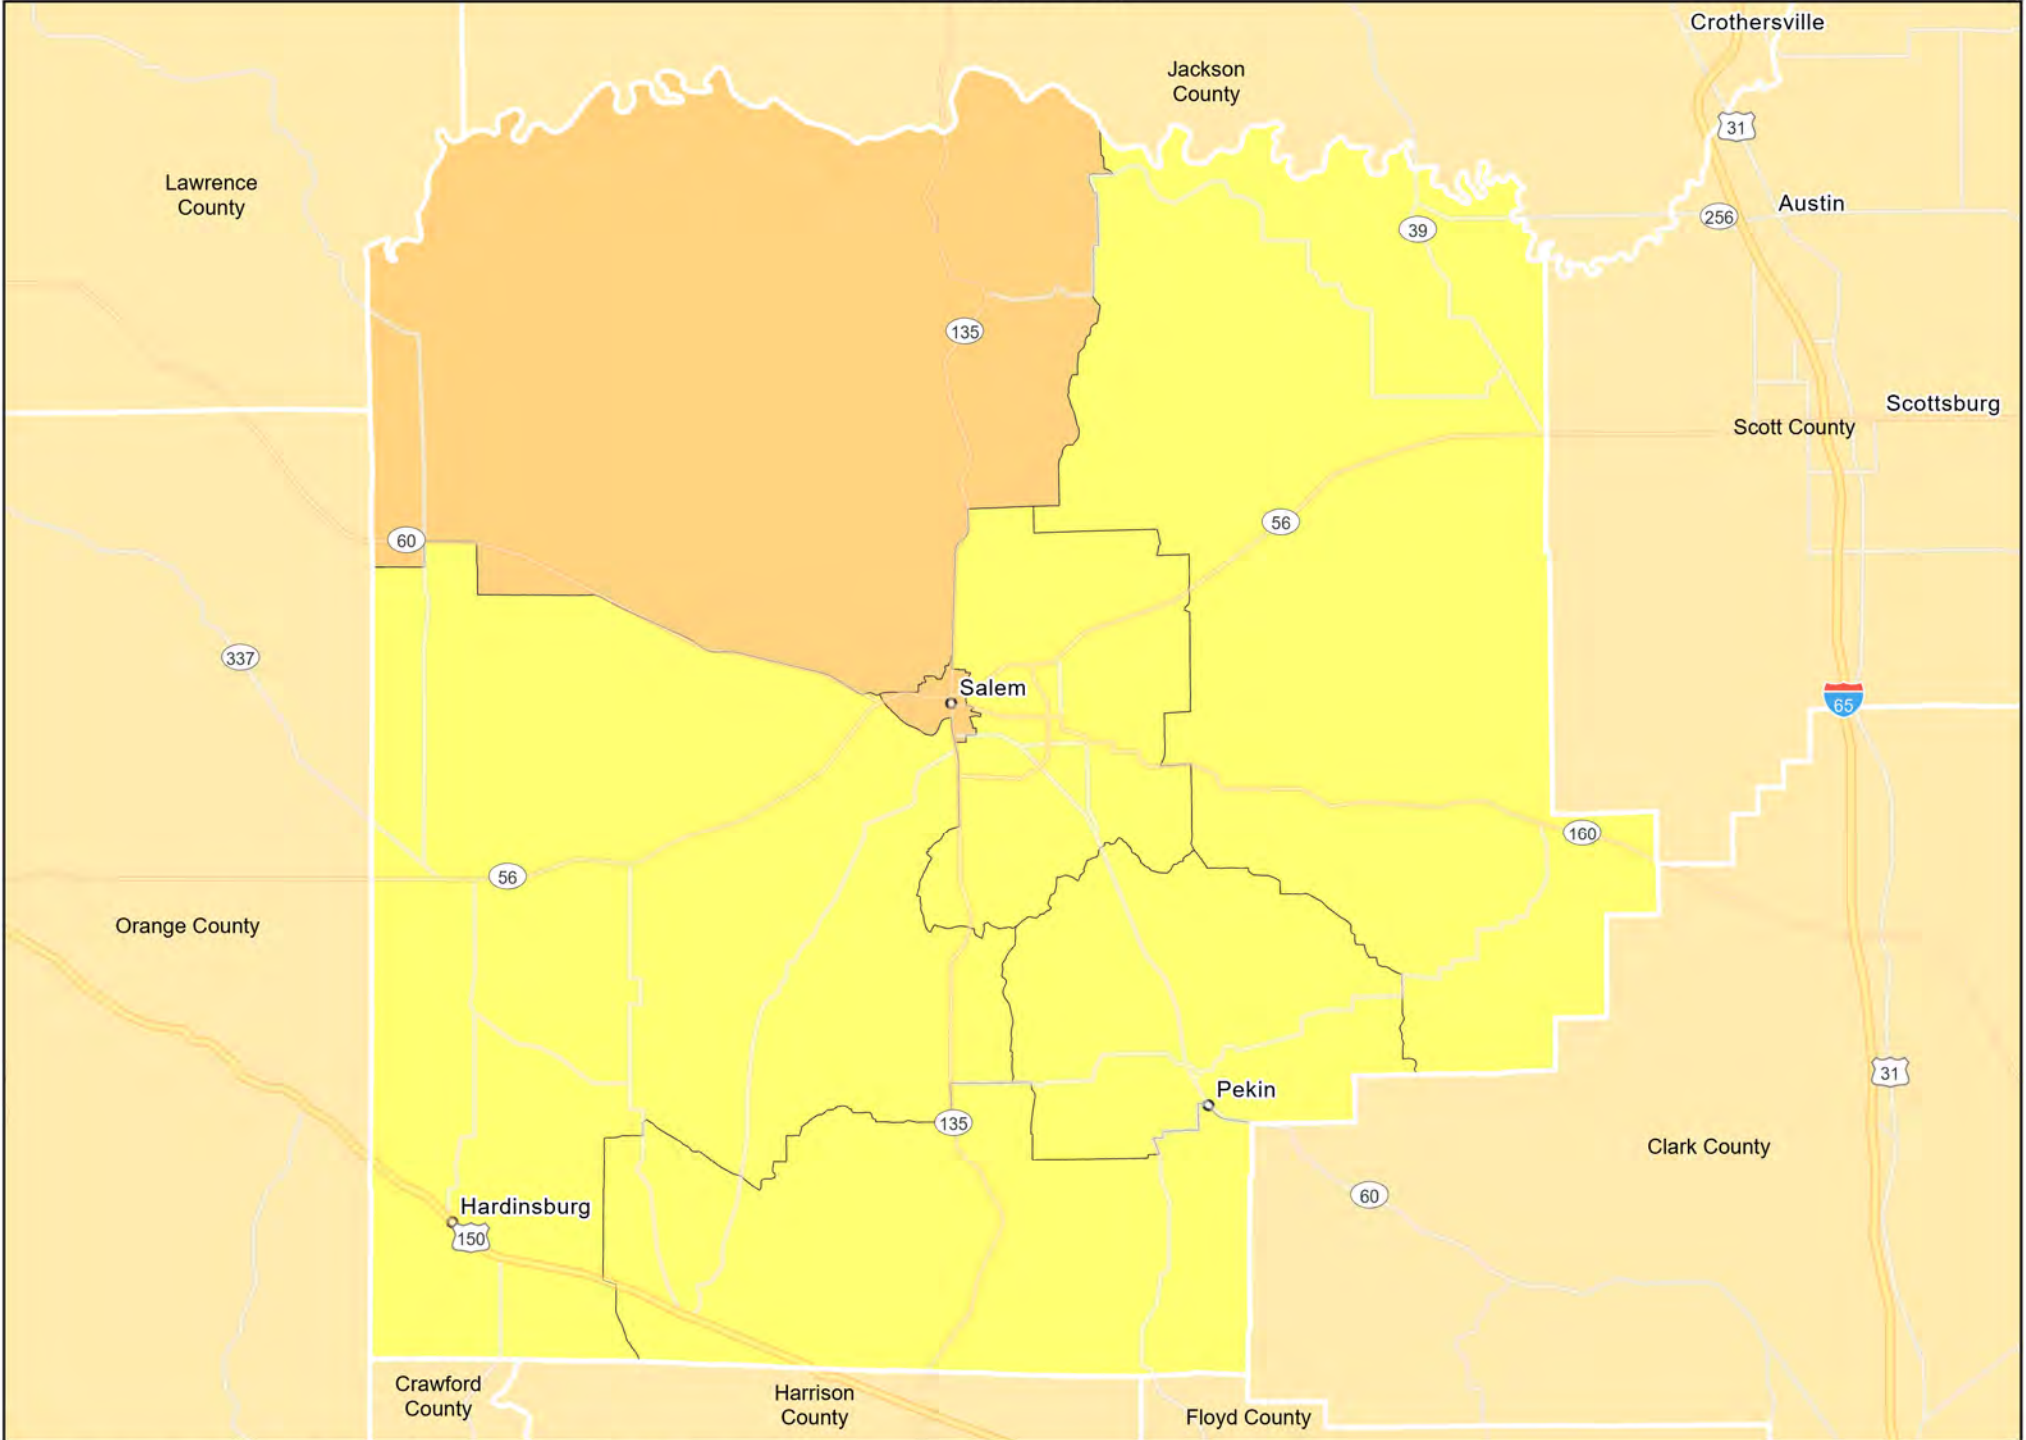 Crothersville
Jackson
County
31
Lawrence
County
Austin
256
39
135
Scottsburg
Scott County
56
60
337
Salem
65
160
56
Orange County
31
Pekin
135
Clark County
60
Hardinsburg
150
Crawford
County
Harrison
County
Floyd County